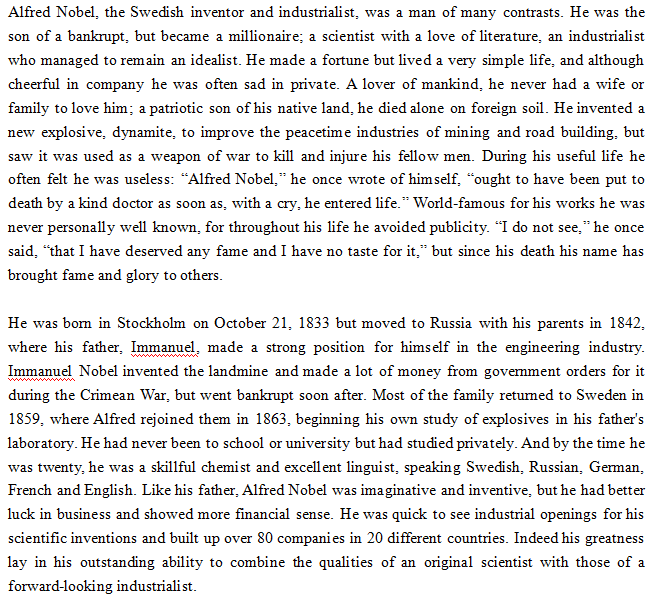 Alfred Nobel, the Swedish inventor and industrialist, was a man of many contrasts. He was the
son of a bankrupt, but became a millionaire; a scientist with a love of literature, an industrialist
who managed to remain an idealist. He made a fortune but lived a very simple life, and although
cheerful in company he was often sad in private. A lover of mankind, he never had a wife or
family to love him; a patriotic son of his native land, he died alone on foreign soil. He invented a
new explosive, dynamite, to improve the peacetime industries of mining and road building, but
saw it was used as a weapon of war to kill and injure his fellow men. During his useful life he
often felt he was useless: “Alfred Nobel,” he once wrote of himself, “ought to have been put to
death by a kind doctor as soon as, with a cry, he entered life.” World-famous for his works he was
never personally well known, for throughout his life he avoided publicity. “I do not see,” he once
said, “that I have deserved any fame and I have no taste for it,” but since his death his name has
brought fame and glory to others.

He was born in Stockholm on October 21, 1833 but moved to Russia with his parents in 1842,
where his father, Immanuel, made a strong position for himself in the engineering industry.
Immanuel Nobel invented the landmine and made a lot of money from government orders for it
during the Crimean War, but went bankrupt soon after. Most of the family returned to Sweden in
1859, where Alfred rejoined them in 1863, beginning his own study of explosives in his father's
laboratory. He had never been to school or university but had studied privately. And by the time he
was twenty, he was a skillful chemist and excellent linguist, speaking Swedish, Russian, German,
French and English. Like his father, Alfred Nobel was imaginative and inventive, but he had better
luck in business and showed more financial sense. He was quick to see industrial openings for his
scientific inventions and built up over 80 companies in 20 different countries. Indeed his greatness
lay in his outstanding ability to combine the qualities of an original scientist with those of a
forward-looking industrialist.